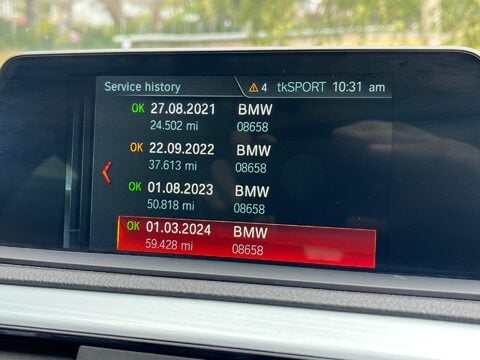 Service history 4 tkSPORT 10:31 am
OK 27.08.2021 BMW
24.502 mi 08658
OK 22.09.2022 BMW
37.613 mi 08658
OK 01.08.2023 BMW
50.818 mi 08658
OK 01.03.2024 BMW
59.428 mi 08658